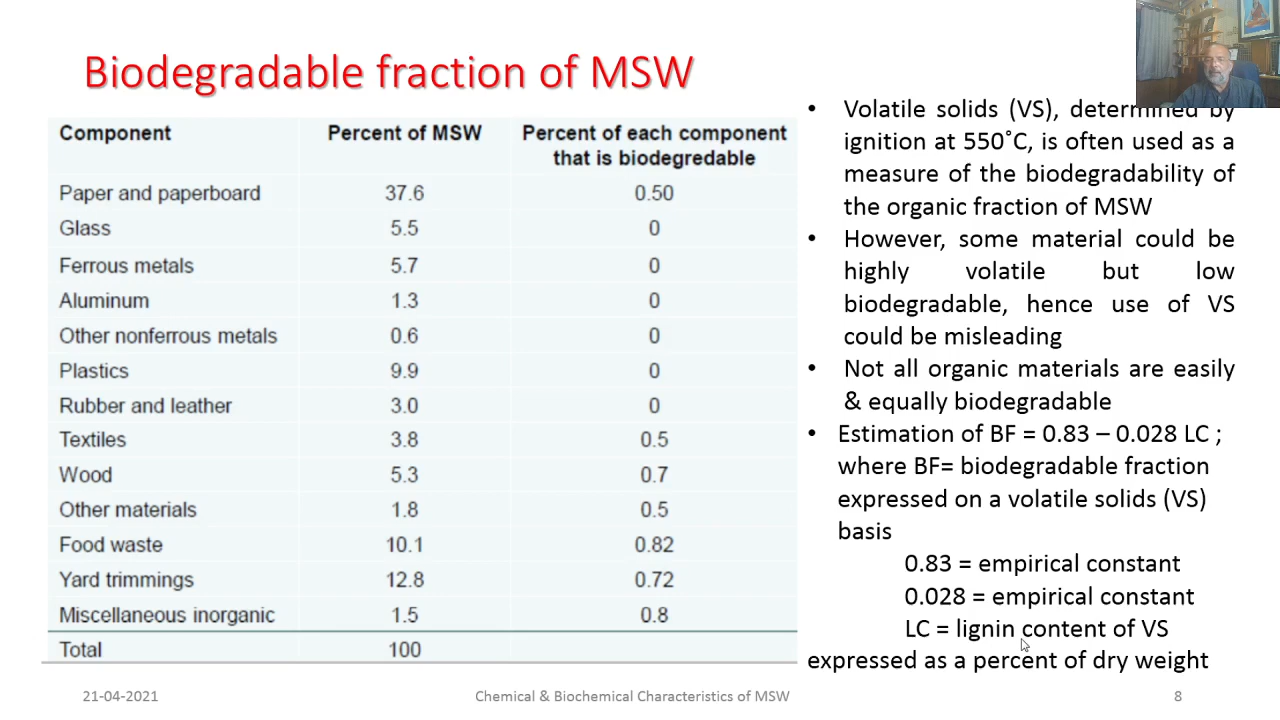 Biodegradable fraction of MSW
Component Percent of MSW Percent of each component
that is biodegredable
Paper and paperboard 37.6 0.50
Glass 5.5 0
Ferrous metals 5.7 0
Aluminum 1.3 0
Other nonferrous metals 0.6 0
Plastics 9.9 0
Rubber and leather 3.0 0
Textiles 3.8 0.5
Wood 5.3 0.7
Other materials 1.8 0.5
Food waste 10.1 0.82
Yard trimmings 12.8 0.72
Miscellaneous inorganic 1.5 0.8
Total 100
• Volatile solids (VS), determined by
ignition at 550˚C, is often used as a
measure of the biodegradability of
the organic fraction of MSW
• However, some material could be
highly volatile but low
biodegradable, hence use of VS
could be misleading
• Not all organic materials are easily
& equally biodegradable
• Estimation of BF = 0.83 – 0.028 LC ;
where BF= biodegradable fraction
expressed on a volatile solids (VS)
basis
0.83 = empirical constant
0.028 = empirical constant
LC = lignin content of VS
expressed as a percent of dry weight
21-04-2021 Chemical & Biochemical Characteristics of MSW 8